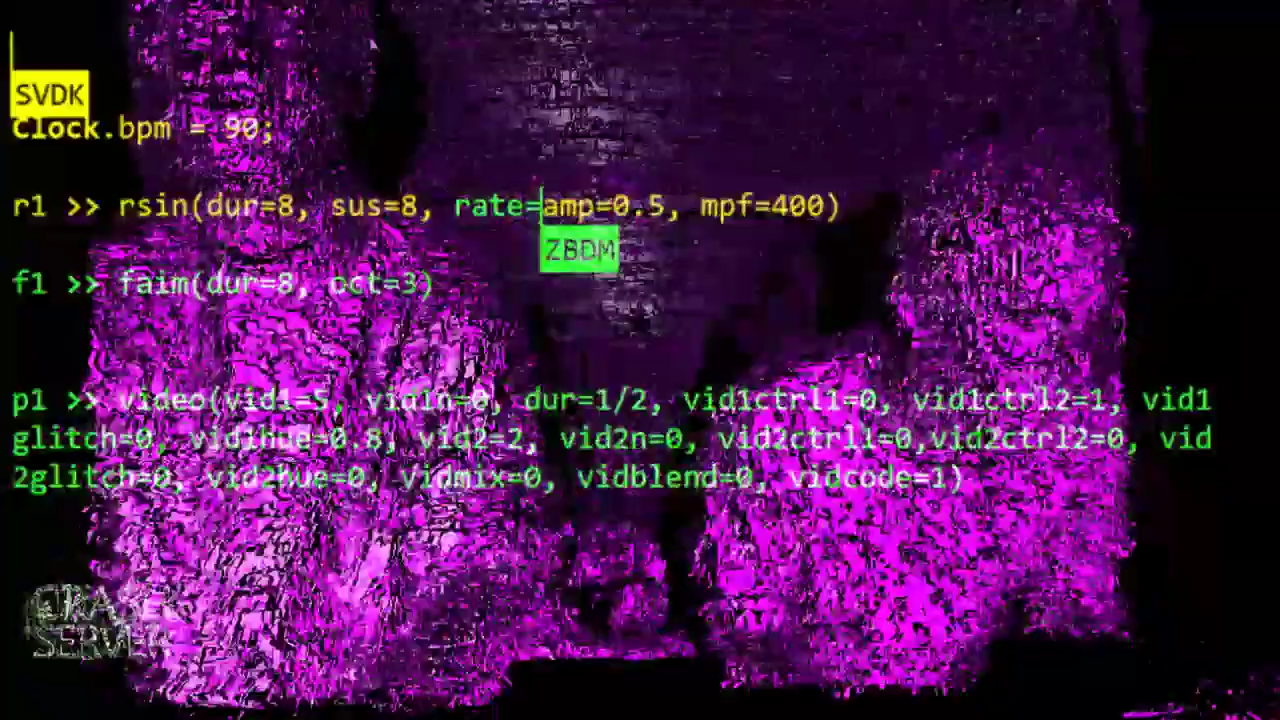 SVDK
Clock.bpm = 90;
r1 >> rsin(dur=8, sus=8, rate=amp=0.5, mpf=400)
ZBDM
f1 >> faim(dur=8, oct=3)
p1 >> video(vid1=5, vid1n=0, dur=1/2, vid1ctrl1=0, vid1ctrl2=1, vid1
glitch=0, vid1hue=0.8, vid2=2, vid2n=0, vid2ctrl1=0,vid2ctrl2=0, vid
2glitch=0, vid2hue=0, vidmix=0, vidblend=0, vidcode=1)
SERVER